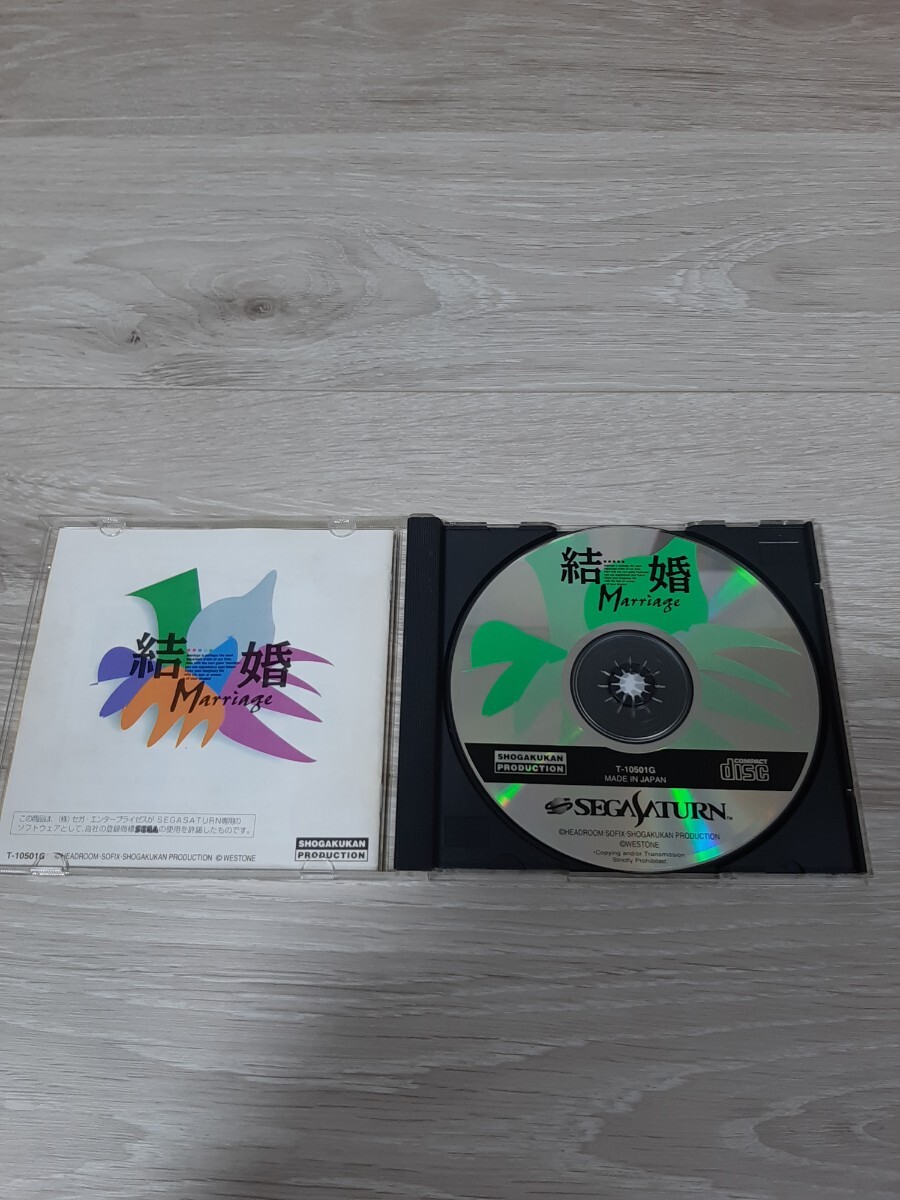 結婚
Marriage
この商品は、(株)セガ・エンタープライゼスが SEGASATURN専用の
ソフトウェアとして、自社の登録商標SEGAの使用を許諾したものです。
SHOGAKUKAN
PRODUCTION
T-10501G ©HEADROOM·SOFIX·SHOGAKUKAN PRODUCTION ©WESTONE
結婚
Marriage
SHOGAKUKAN
PRODUCTION
T-10501G
MADE IN JAPAN
COMPACT
disc
SEGASATURN™
©HEADROOM·SOFIX·SHOGAKUKAN PRODUCTION
©WESTONE
*Copying and/or Transmission
Strictly Prohibited.